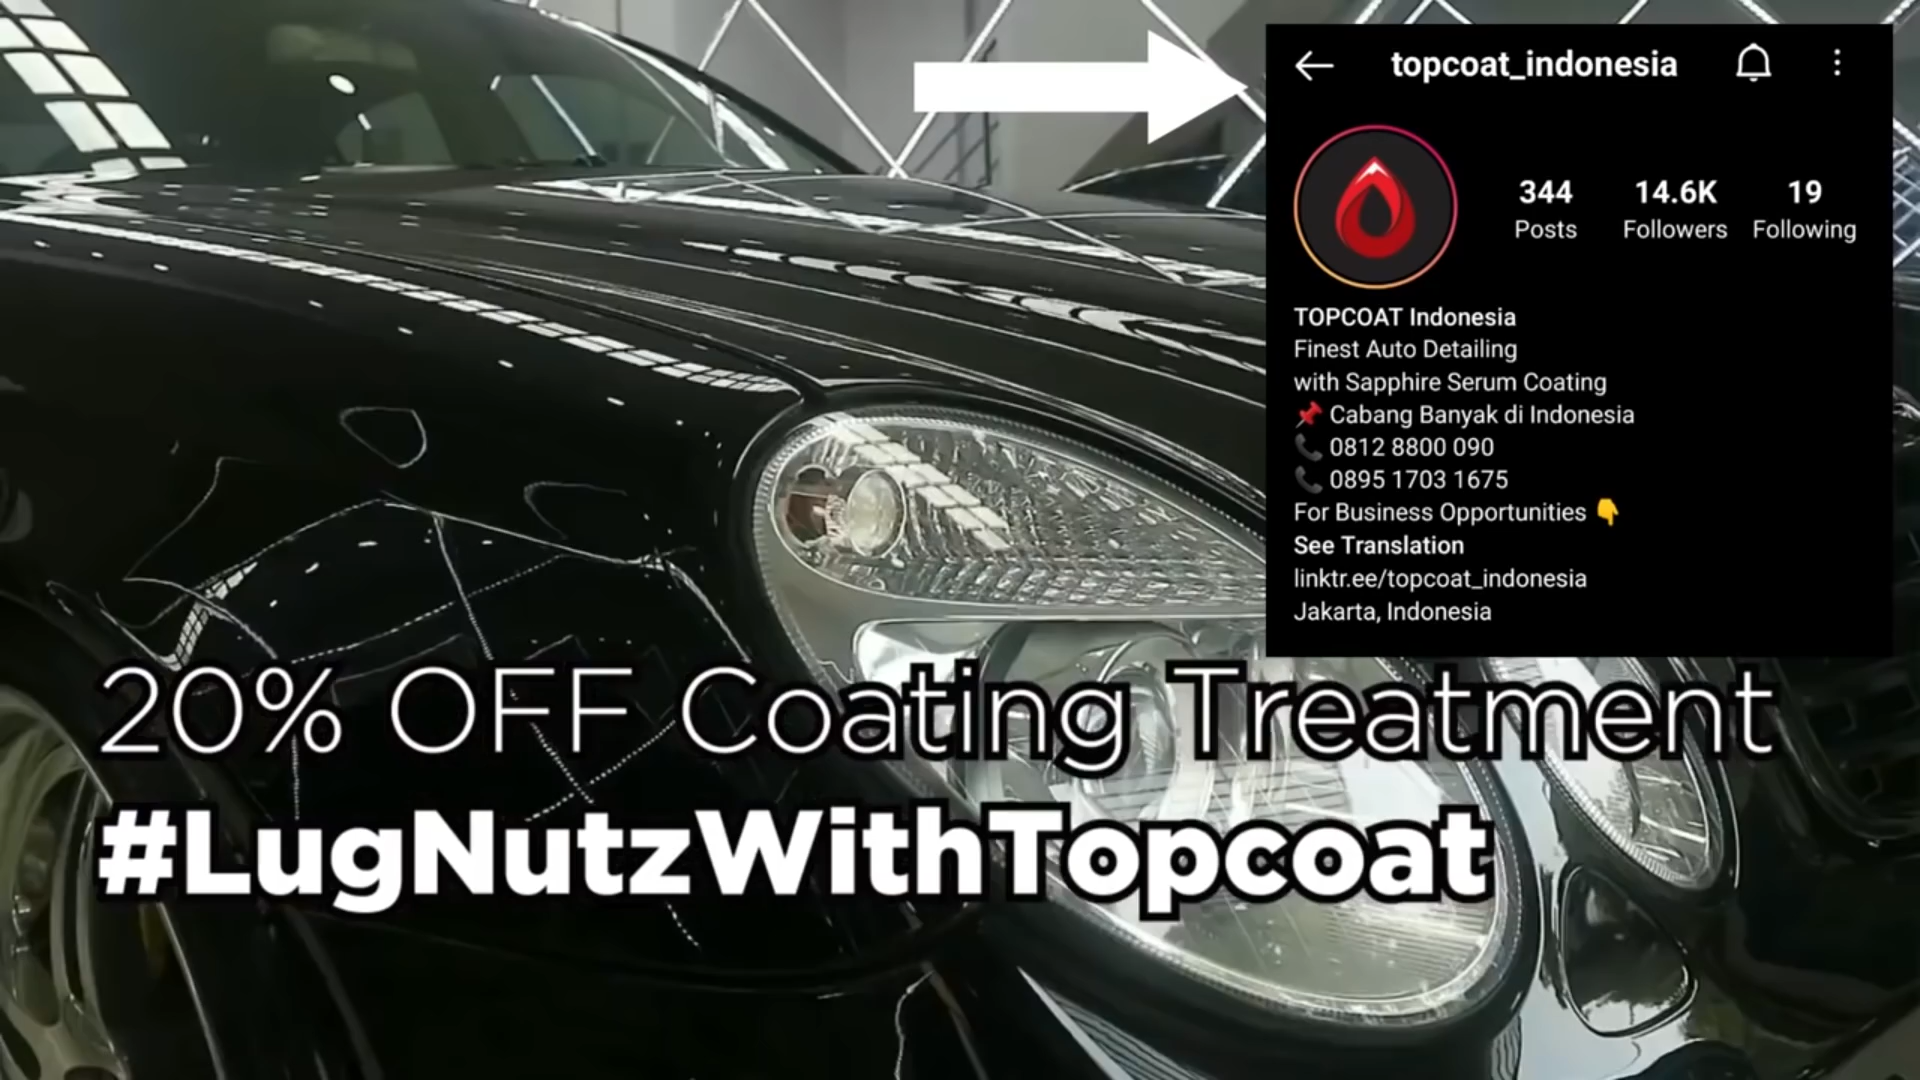 topcoat_indonesia
344 14.6K 19
Posts Followers Following
TOPCOAT Indonesia
Finest Auto Detailing
with Sapphire Serum Coating
📌 Cabang Banyak di Indonesia
📞 0812 8800 090
📞 0895 1703 1675
For Business Opportunities 👇
See Translation
linktr.ee/topcoat_indonesia
Jakarta, Indonesia
20% OFF Coating Treatment
#LugNutzWithTopcoat